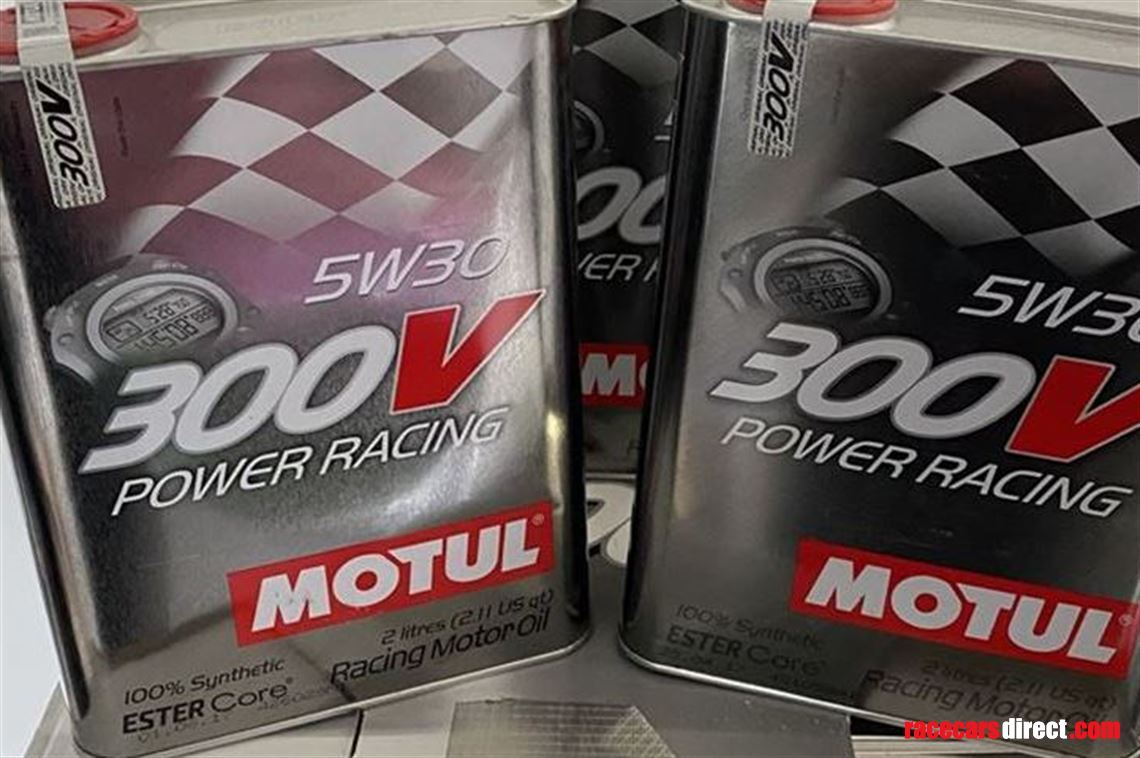 300V
5W30
300V
POWER RACING
MOTUL®
2 litres (2.11 US qt)
Racing Motor Oil
100% Synthetic
ESTER Core®
300V
5W30
300V
POWER RACING
MOTUL®
100% Synthetic
ESTER Core®
2 litres (2.11 US qt)
Racing Motor Oil
racecarsdirect.com